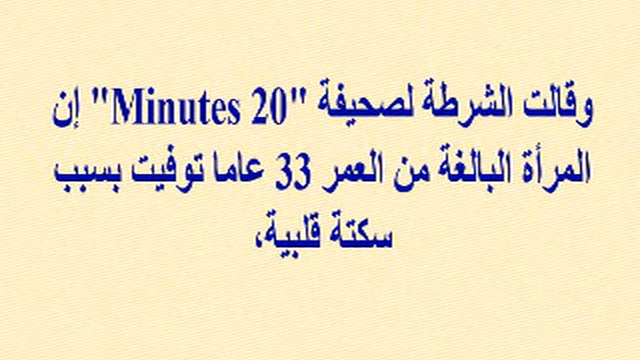 وقالت الشرطة لصحيفة "20 Minutes" إن
المرأة البالغة من العمر 33 عاما توفيت بسبب
سكتة قلبية،